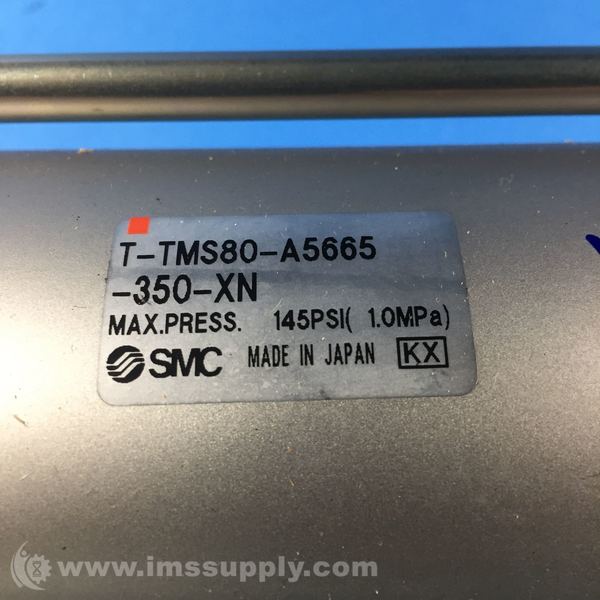 T-TMS80-A5665
-350-XN
MAX.PRESS. 145PSI( 1.0MPa)
SMC MADE IN JAPAN KX
www.imssupply.com